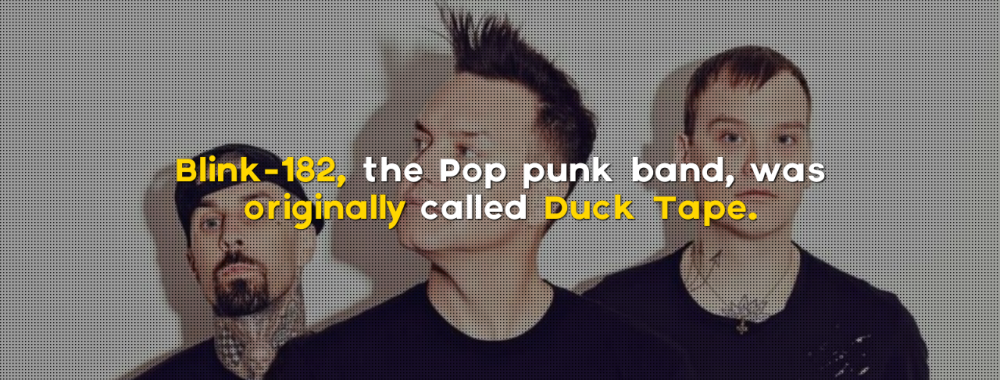 Blink-182, the Pop punk band, was
originally called Duck Tape.